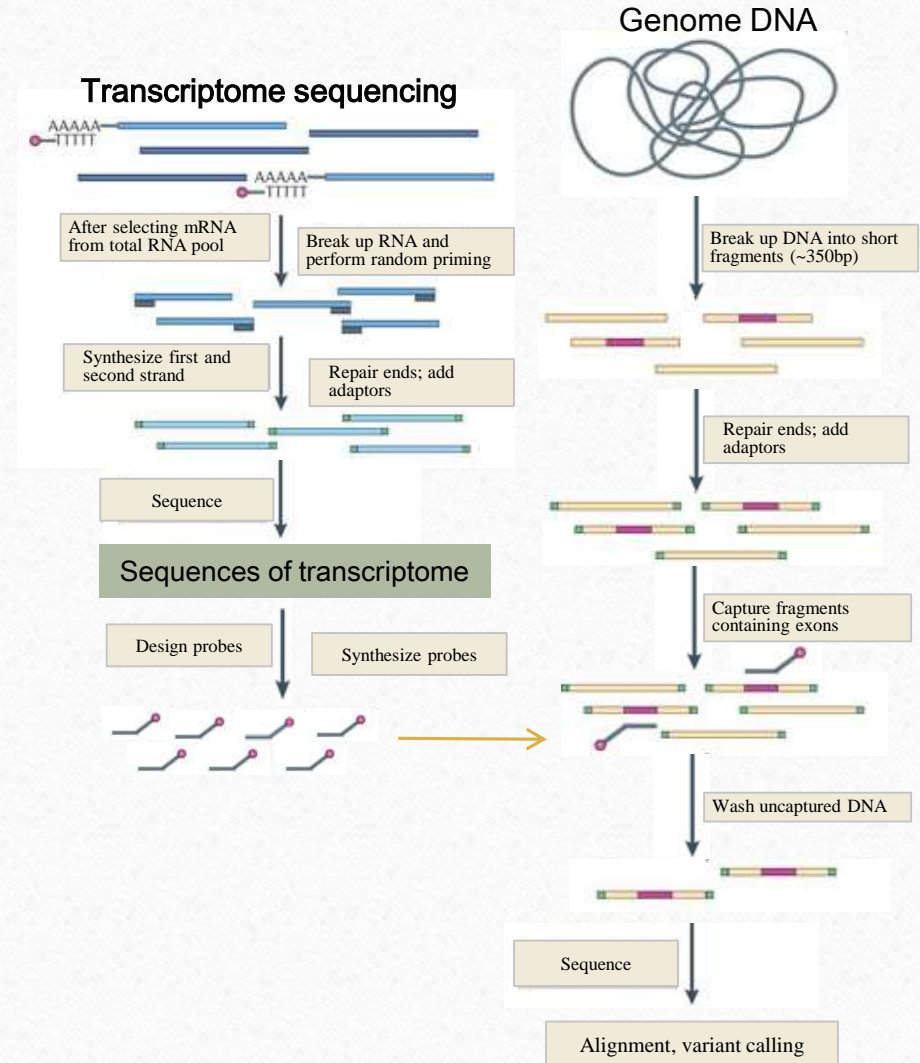 Transcriptome sequencing
AAAAA
TTTTT
AAAAA
TTTTT
After selecting mRNA
from total RNA pool
Break up RNA and
perform random priming
Synthesize first and
second strand
Repair ends; add
adaptors
Sequence
Sequences of transcriptome
Design probes
Synthesize probes
Genome DNA
Break up DNA into short
fragments (~350bp)
Repair ends; add
adaptors
Capture fragments
containing exons
Wash uncaptured DNA
Sequence
Alignment, variant calling